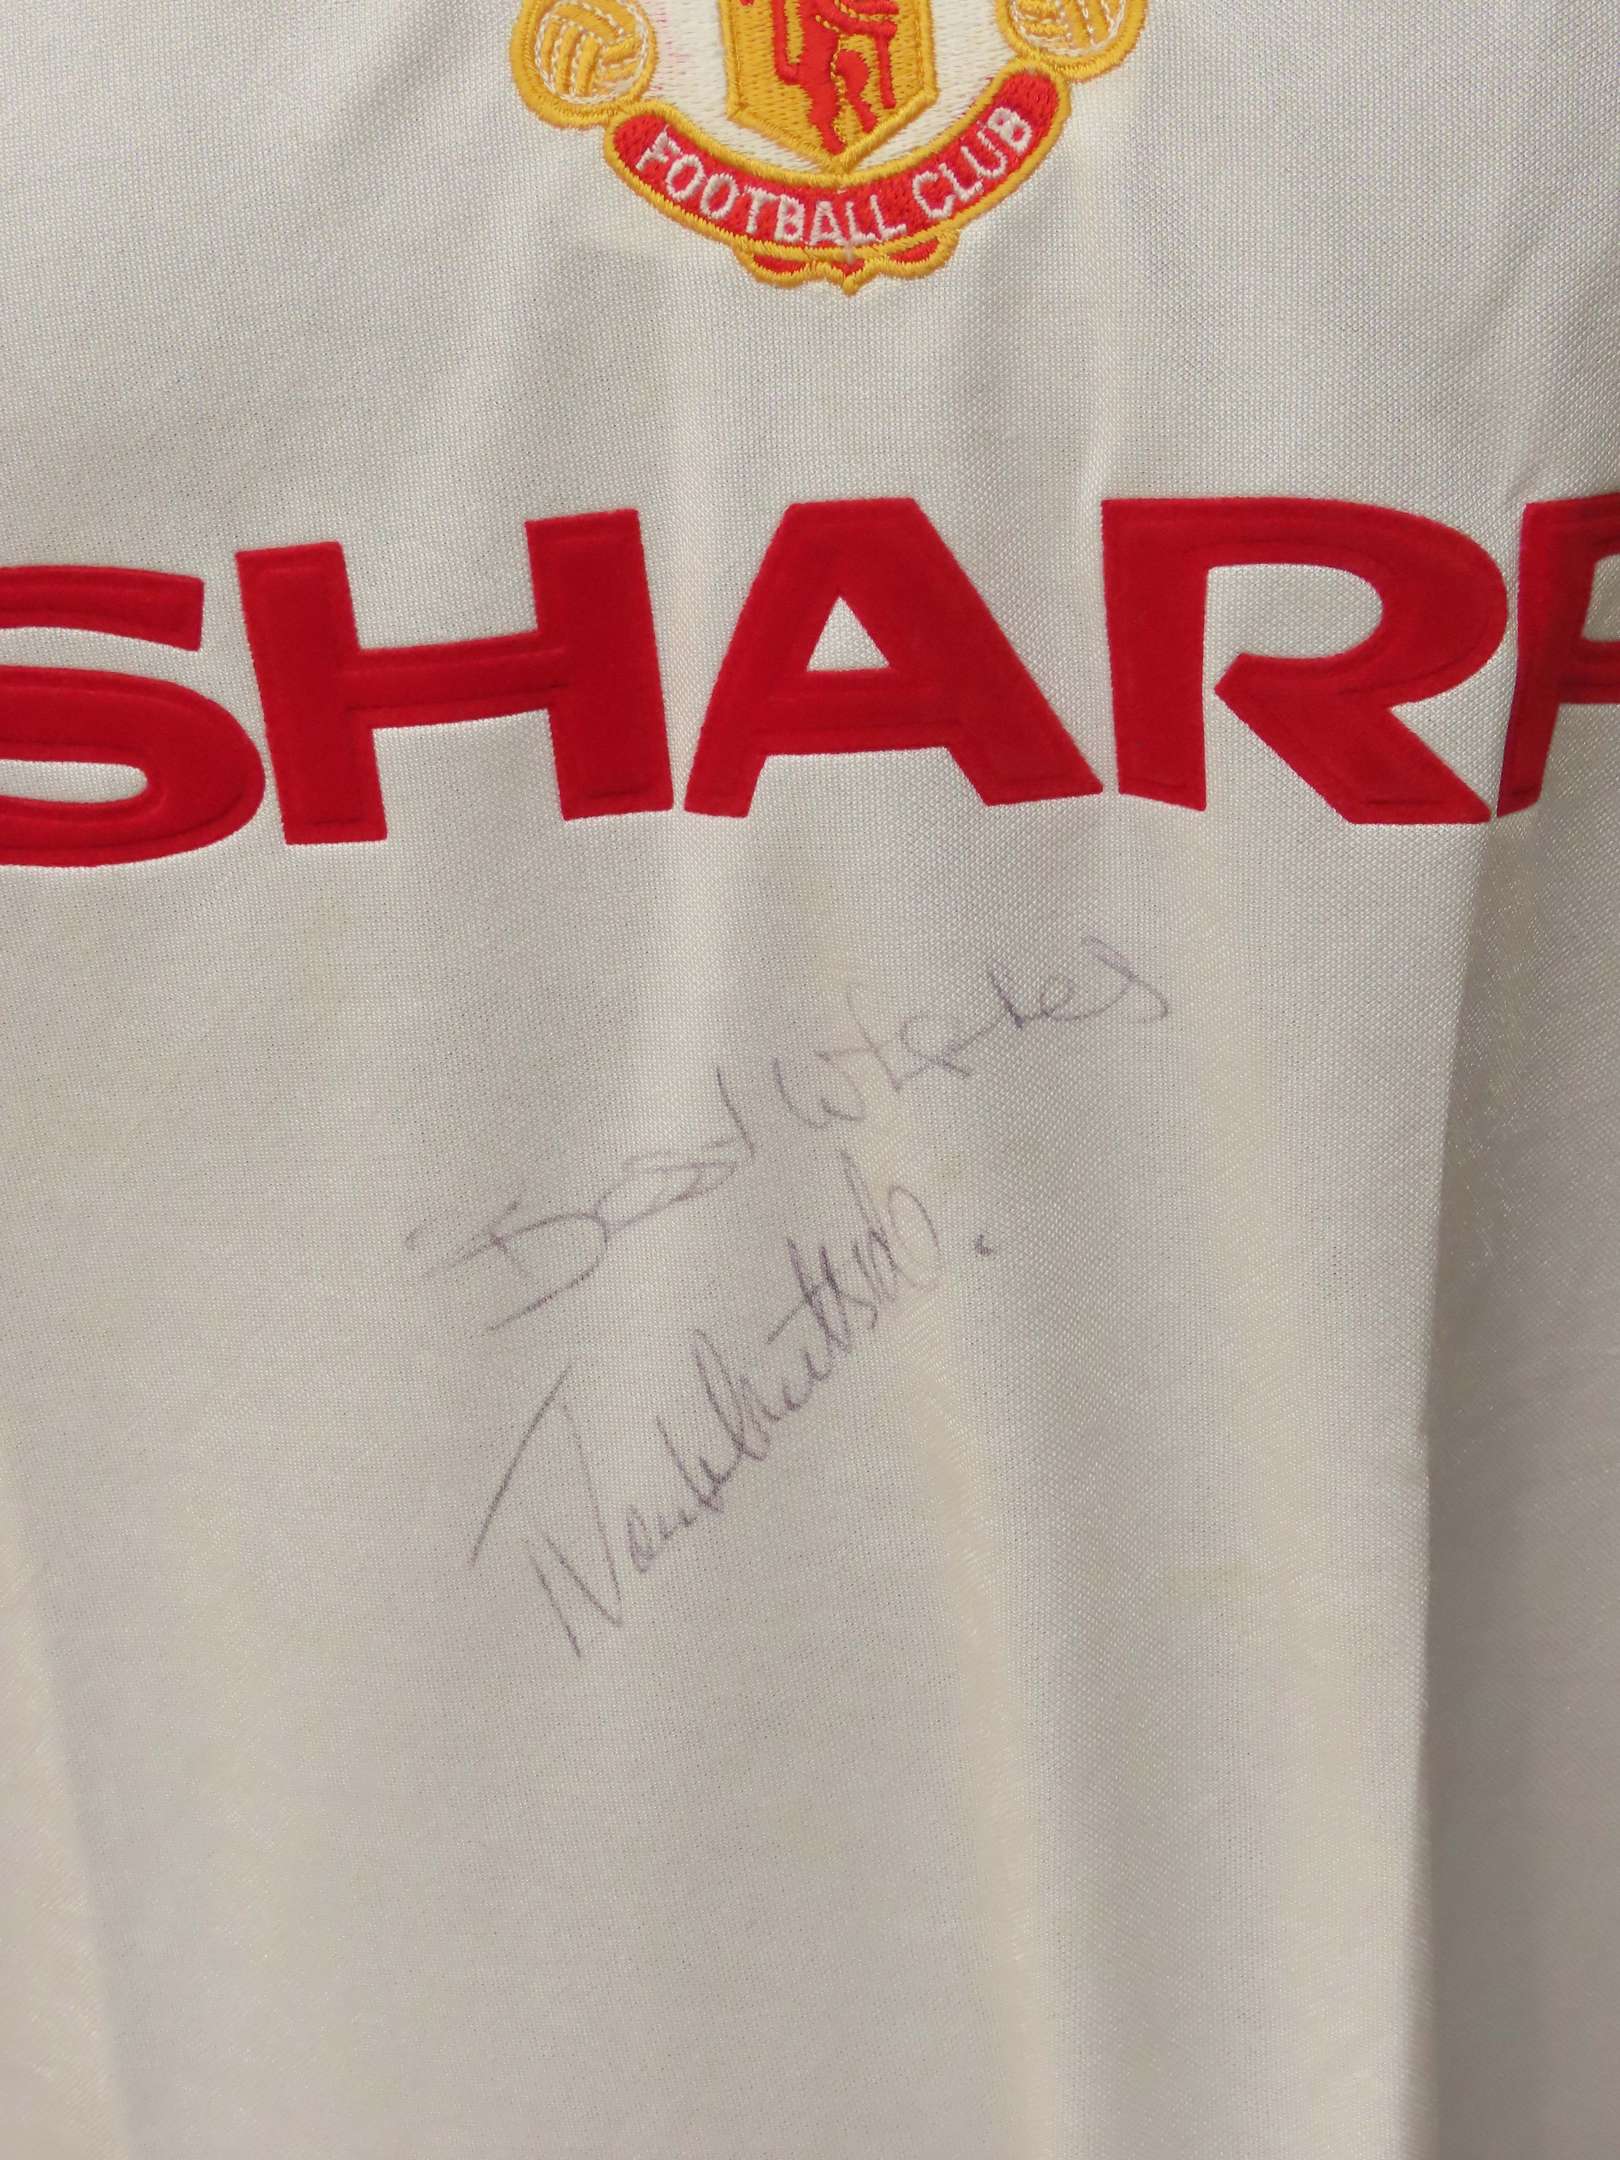 FOOTBALL CLUB
SHARP
Best Wishes